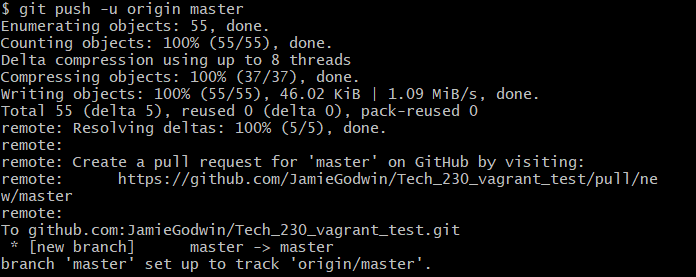 $ git push -u origin master
Enumerating objects: 55, done.
Counting objects: 100% (55/55), done.
Delta compression using up to 8 threads
Compressing objects: 100% (37/37), done.
Writing objects: 100% (55/55), 46.02 KiB | 1.09 MiB/s, done.
Total 55 (delta 5), reused 0 (delta 0), pack-reused 0
remote: Resolving deltas: 100% (5/5), done.
remote:
remote: Create a pull request for 'master' on GitHub by visiting:
remote:      https://github.com/JamieGodwin/Tech_230_vagrant_test/pull/ne
w/master
remote:
To github.com:JamieGodwin/Tech_230_vagrant_test.git
 * [new branch]      master -> master
branch 'master' set up to track 'origin/master'.